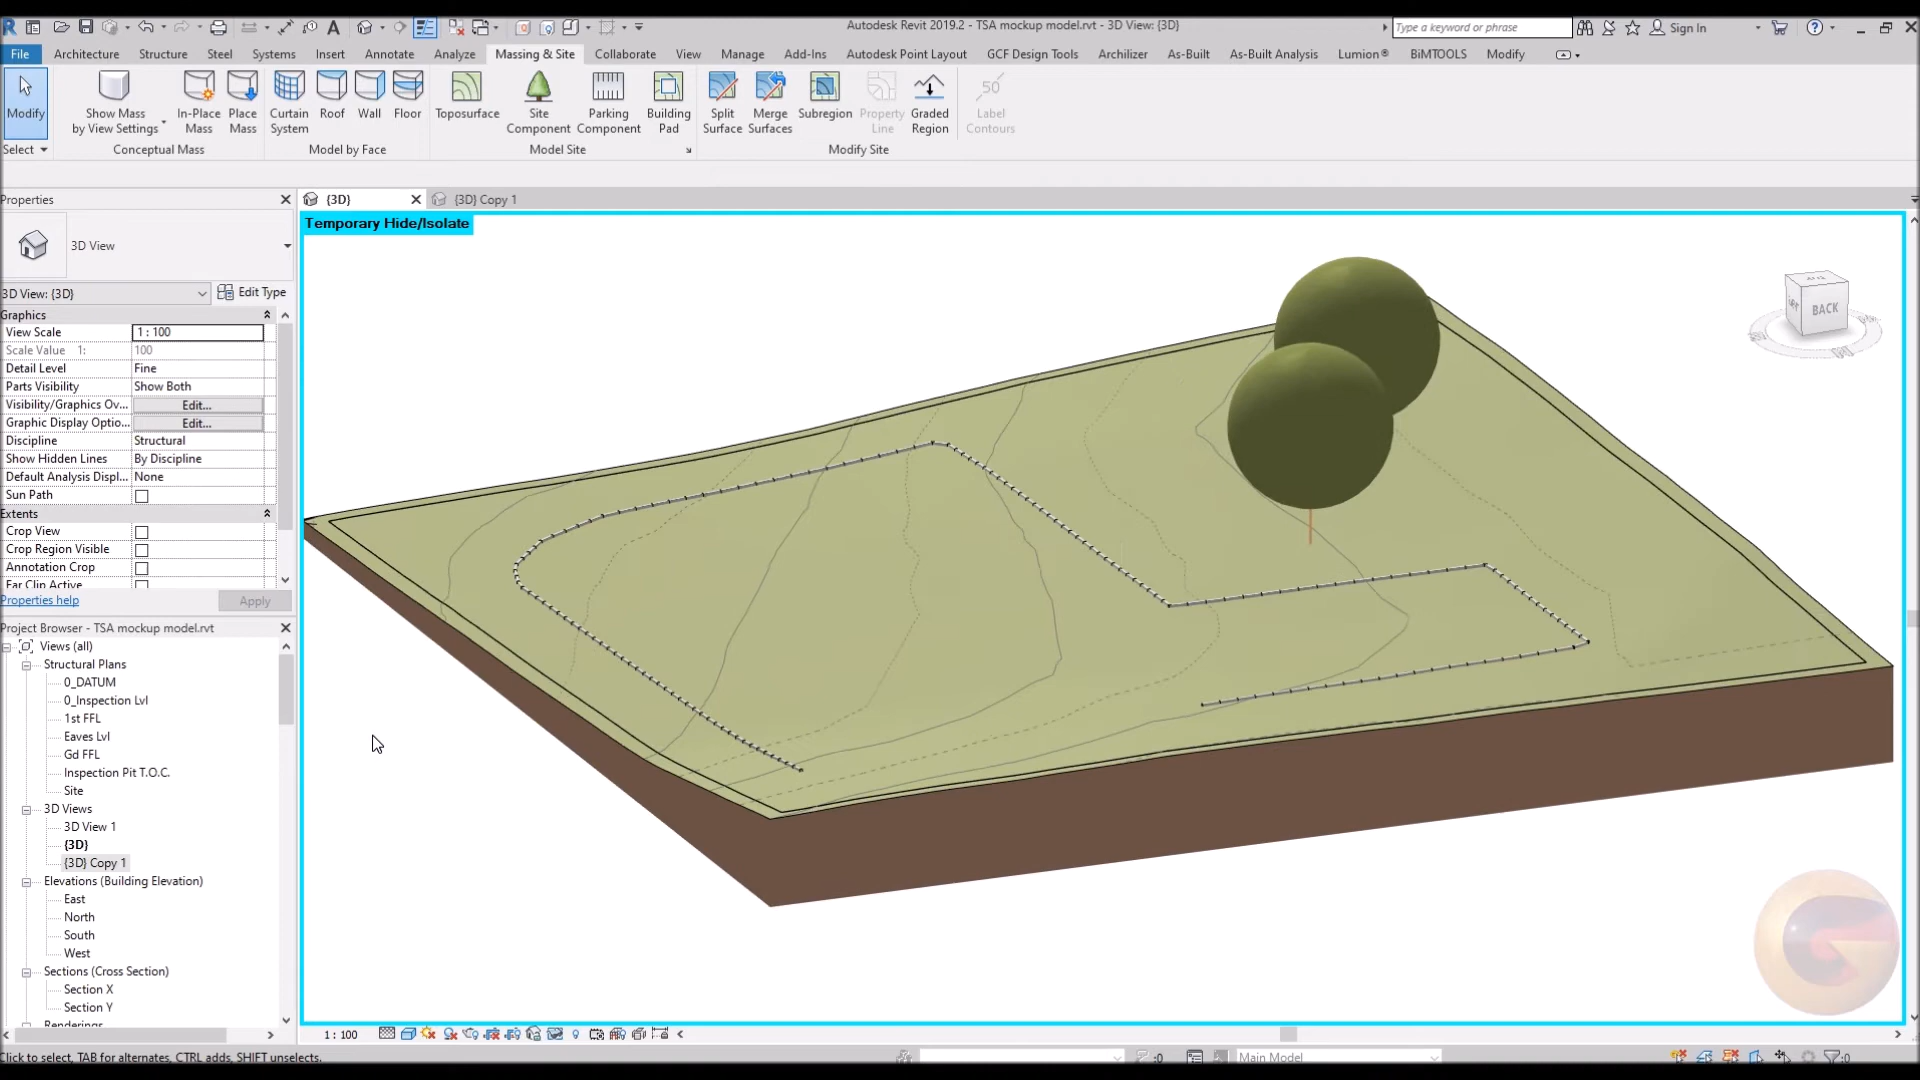 Autodesk Revit 2019.2 - TSA mockup model.rvt - 3D View: {3D}
Type a keyword or phrase
Sign In
File Architecture Structure Steel Systems Insert Annotate Analyze Massing & Site Collaborate View Manage Add-Ins Autodesk Point Layout GCF Design Tools Archilizer As-Built As-Built Analysis Lumion® BiMTOOLS Modify
Modify
Show Mass
by View Settings
In-Place
Mass
Place
Mass
Curtain
System
Roof
Wall
Floor
Toposurface
Site
Component
Parking
Component
Building
Pad
Split
Surface
Merge
Surfaces
Subregion
Property
Line
Graded
Region
50
Label
Contours
Select
Conceptual Mass
Model by Face
Model Site
Modify Site
Properties
{3D}
{3D} Copy 1
Temporary Hide/Isolate
3D View
3D View: {3D}
Edit Type
Graphics
View Scale 1 : 100
Scale Value 1: 100
Detail Level Fine
Parts Visibility Show Both
Visibility/Graphics Ov... Edit...
Graphic Display Optio... Edit...
Discipline Structural
Show Hidden Lines By Discipline
Default Analysis Displ... None
Sun Path
Extents
Crop View
Crop Region Visible
Annotation Crop
Far Clip Active
Properties help
Apply
BACK
Project Browser - TSA mockup model.rvt
Views (all)
Structural Plans
0_DATUM
0_Inspection Lvl
1st FFL
Eaves Lvl
Gd FFL
Inspection Pit T.O.C.
Site
3D Views
3D View 1
{3D}
{3D} Copy 1
Elevations (Building Elevation)
East
North
South
West
Sections (Cross Section)
Section X
Section Y
Renderings
1 : 100
Click to select, TAB for alternates, CTRL adds, SHIFT unselects.
:0
Main Model
:0